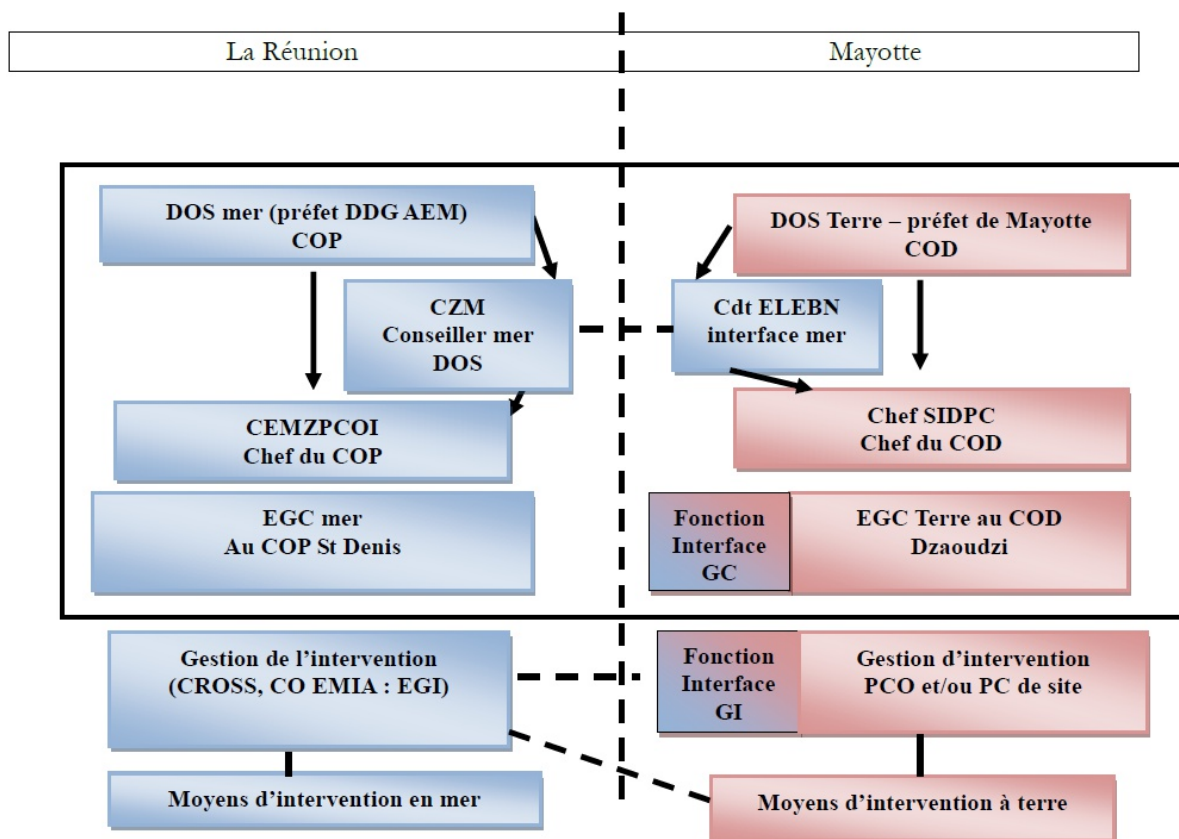 La Réunion
Mayotte
DOS mer (préfet DDG AEM)
COP
DOS Terre – préfet de Mayotte
COD
CZM
Conseiller mer
DOS
Cdt ELEBN
interface mer
CEMZPCOI
Chef du COP
Chef SIDPC
Chef du COD
EGC mer
Au COP St Denis
Fonction
Interface
GC
EGC Terre au COD
Dzaoudzi
Gestion de l’intervention
(CROSS, CO EMIA : EGI)
Fonction
Interface
GI
Gestion d’intervention
PCO et/ou PC de site
Moyens d’intervention en mer
Moyens d’intervention à terre